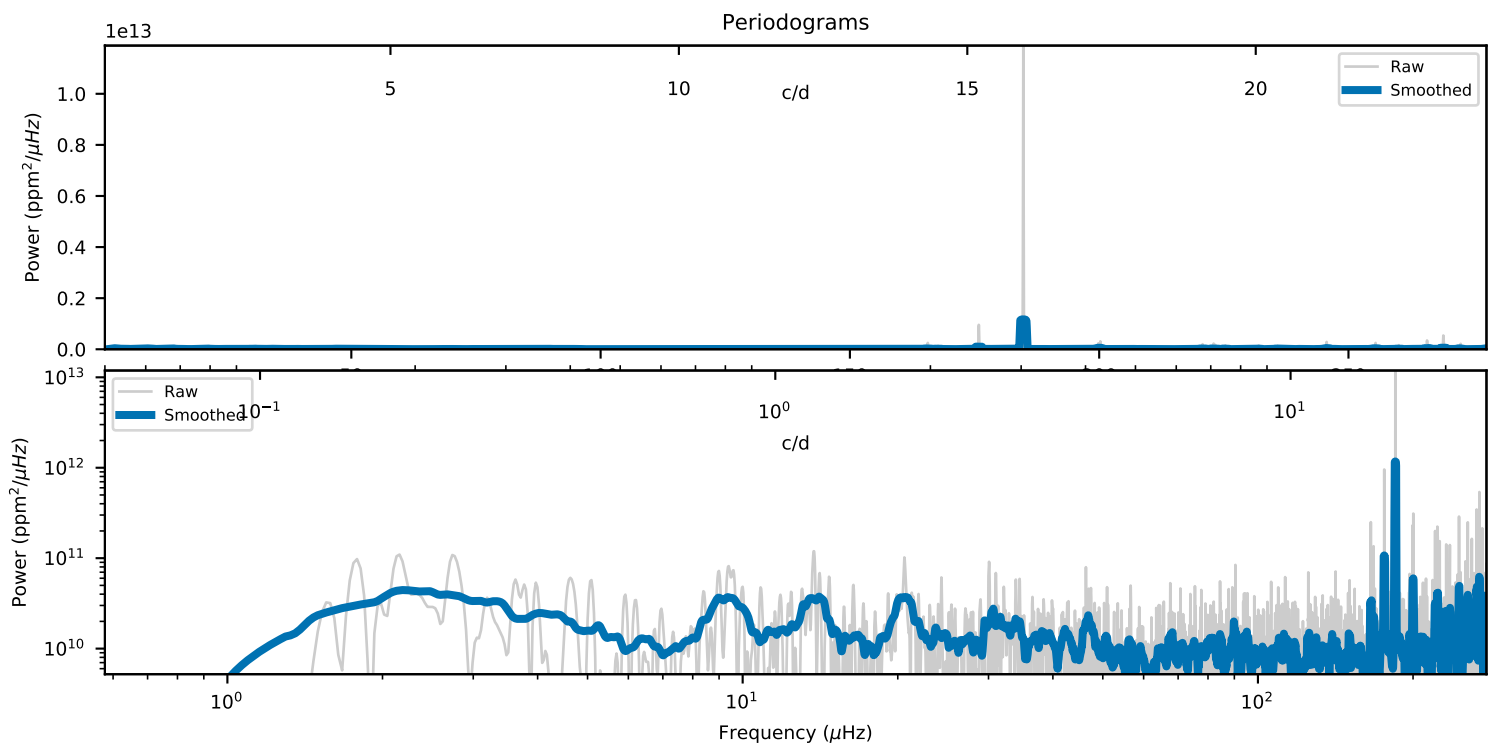 Periodograms
1e13
5 10 15 20
c/d
Raw
Smoothed
1.0
0.8
0.6
0.4
0.2
0.0
Power (ppm²/μHz)
10¹³
10¹²
10¹¹
10¹⁰
Power (ppm²/μHz)
Raw
Smoothed
10⁻¹ 10⁰ 10¹
c/d
10⁰ 10¹ 10²
Frequency (μHz)